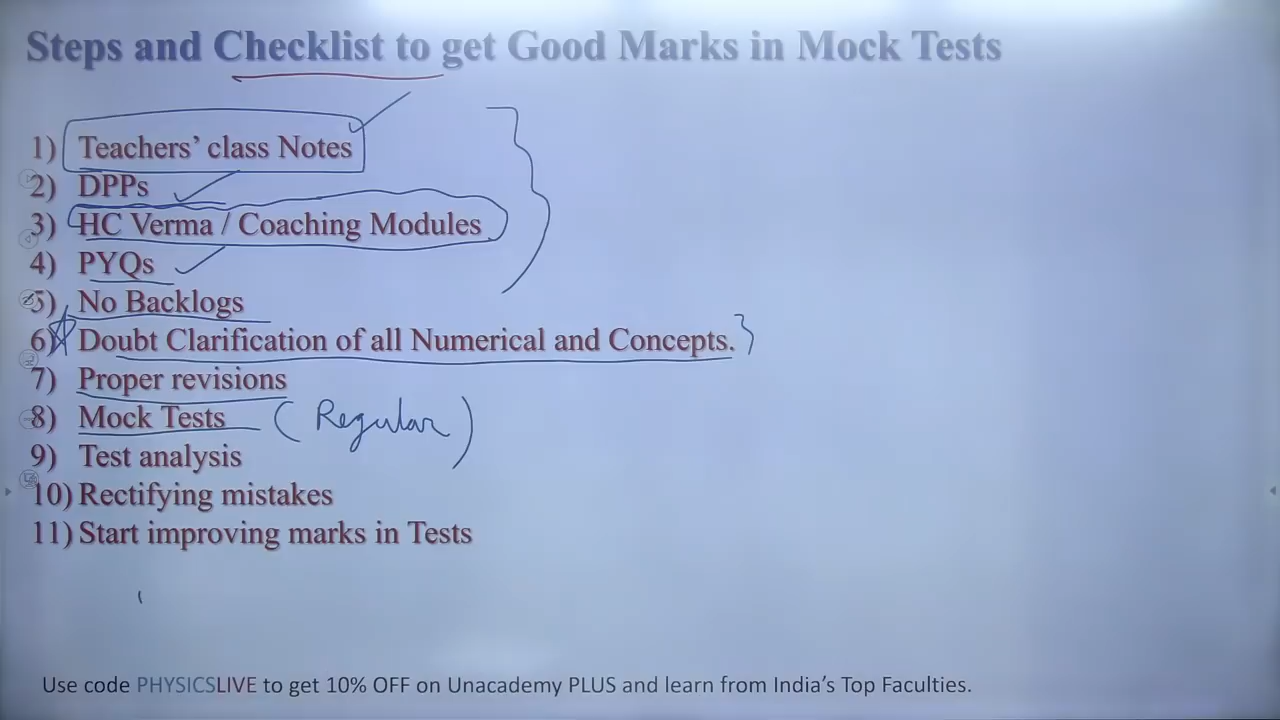 Steps and Checklist to get Good Marks in Mock Tests
1) Teachers’ class Notes
2) DPPs
3) HC Verma / Coaching Modules
4) PYQs
5) No Backlogs
6) Doubt Clarification of all Numerical and Concepts.
7) Proper revisions
8) Mock Tests (Regular)
9) Test analysis
10) Rectifying mistakes
11) Start improving marks in Tests
Use code PHYSICSLIVE to get 10% OFF on Unacademy PLUS and learn from India’s Top Faculties.